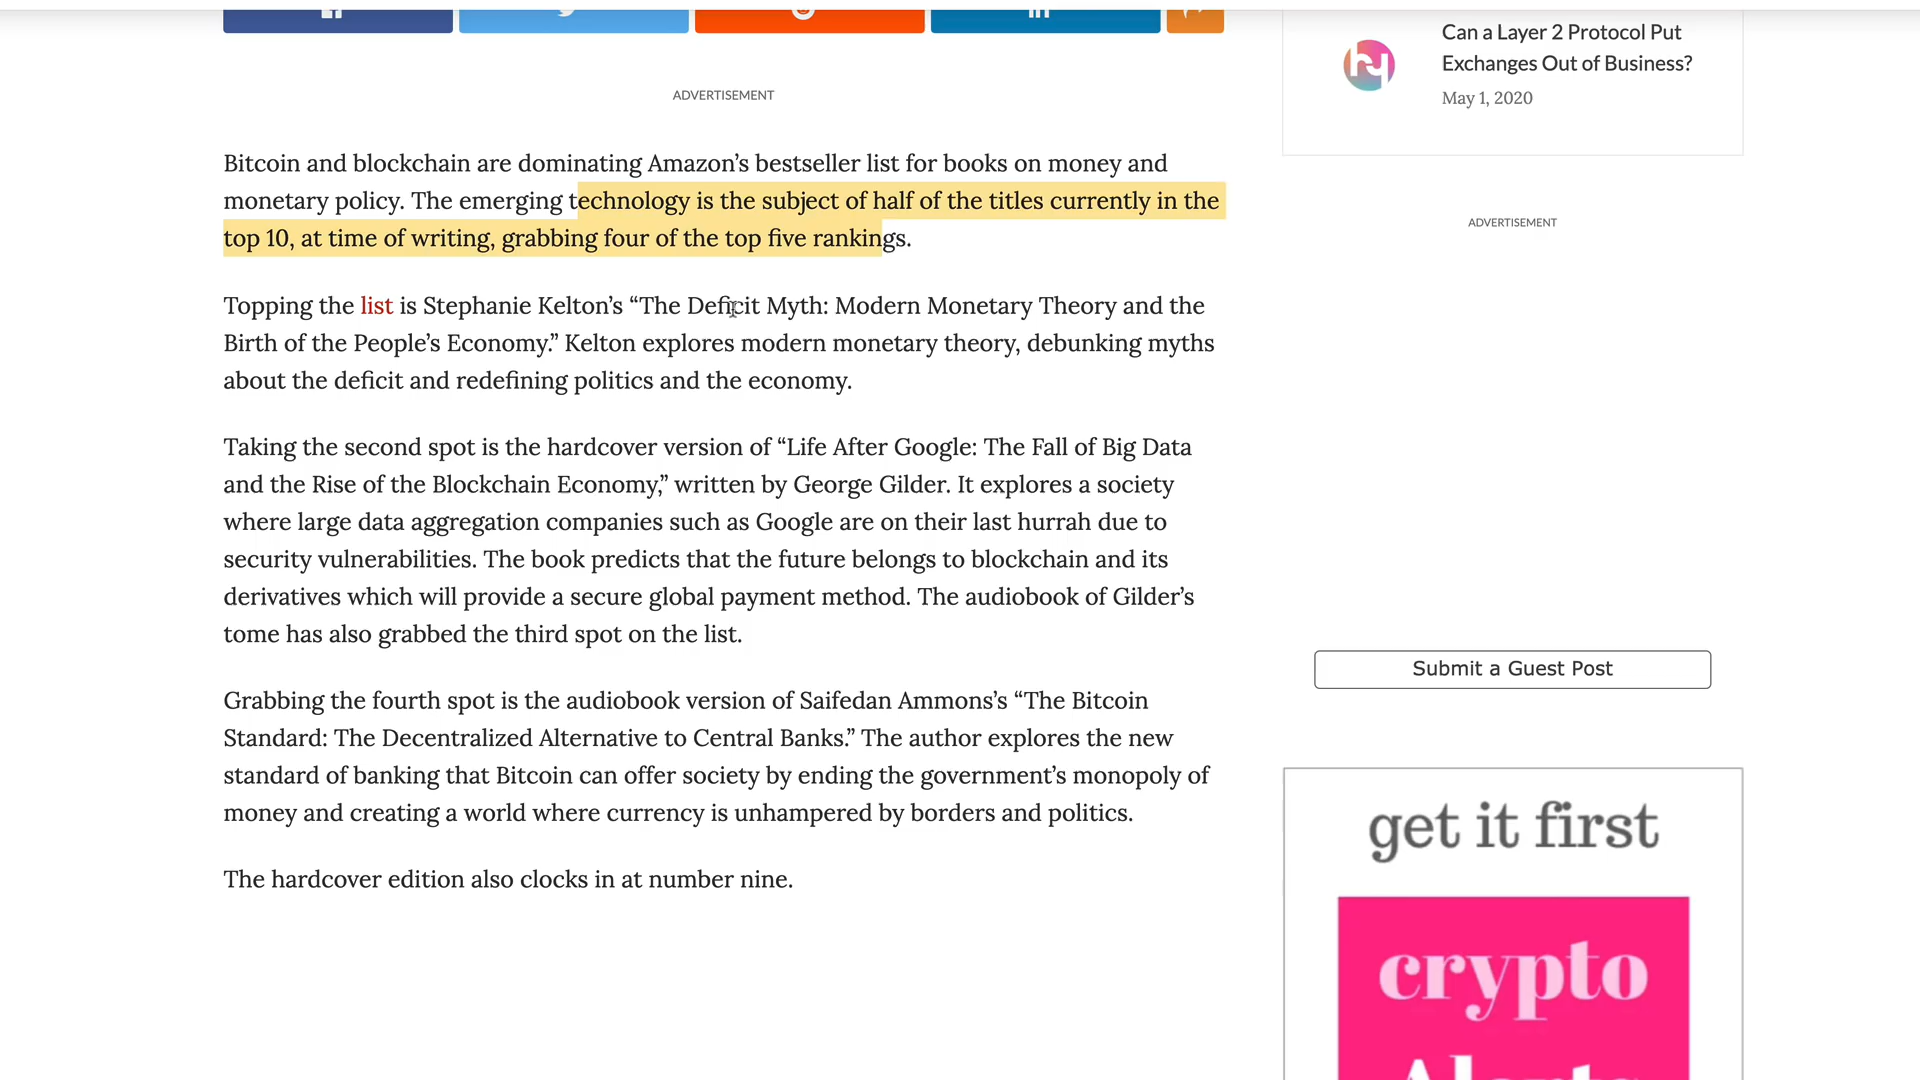 ADVERTISEMENT
Bitcoin and blockchain are dominating Amazon’s bestseller list for books on money and
monetary policy. The emerging technology is the subject of half of the titles currently in the
top 10, at time of writing, grabbing four of the top five rankings.
Topping the list is Stephanie Kelton’s “The Deficit Myth: Modern Monetary Theory and the
Birth of the People’s Economy.” Kelton explores modern monetary theory, debunking myths
about the deficit and redefining politics and the economy.
Taking the second spot is the hardcover version of “Life After Google: The Fall of Big Data
and the Rise of the Blockchain Economy,” written by George Gilder. It explores a society
where large data aggregation companies such as Google are on their last hurrah due to
security vulnerabilities. The book predicts that the future belongs to blockchain and its
derivatives which will provide a secure global payment method. The audiobook of Gilder’s
tome has also grabbed the third spot on the list.
Grabbing the fourth spot is the audiobook version of Saifedan Ammons’s “The Bitcoin
Standard: The Decentralized Alternative to Central Banks.” The author explores the new
standard of banking that Bitcoin can offer society by ending the government’s monopoly of
money and creating a world where currency is unhampered by borders and politics.
The hardcover edition also clocks in at number nine.
hy
Can a Layer 2 Protocol Put
Exchanges Out of Business?
May 1, 2020
ADVERTISEMENT
Submit a Guest Post
get it first
crypto
Alerts